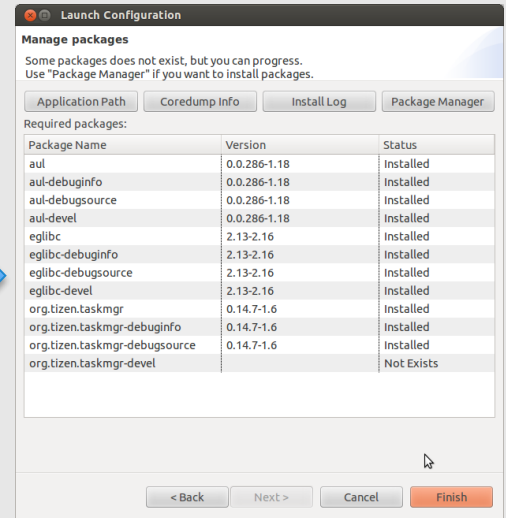 Launch Configuration
Manage packages
Some packages does not exist, but you can progress.
Use "Package Manager" if you want to install packages.
Application Path Coredump Info Install Log Package Manager
Required packages:
Package Name Version Status
aul 0.0.286-1.18 Installed
aul-debuginfo 0.0.286-1.18 Installed
aul-debugsource 0.0.286-1.18 Installed
aul-devel 0.0.286-1.18 Installed
eglibc 2.13-2.16 Installed
eglibc-debuginfo 2.13-2.16 Installed
eglibc-debugsource 2.13-2.16 Installed
eglibc-devel 2.13-2.16 Installed
org.tizen.taskmgr 0.14.7-1.6 Installed
org.tizen.taskmgr-debuginfo 0.14.7-1.6 Installed
org.tizen.taskmgr-debugsource 0.14.7-1.6 Installed
org.tizen.taskmgr-devel Not Exists
< Back Next > Cancel Finish